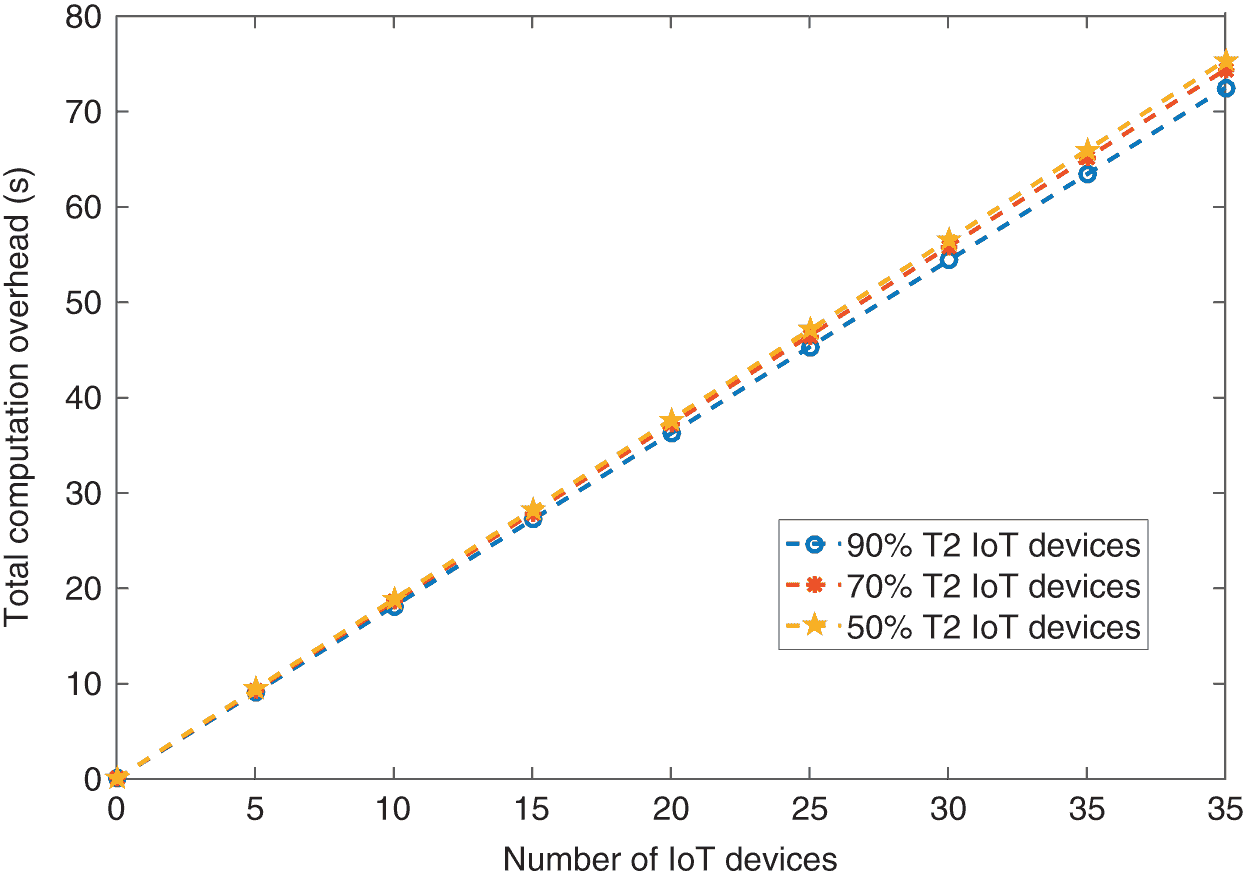 80
70
60
50
40
30
20
10
0
Total computation overhead (s)
90% T2 IoT devices
70% T2 IoT devices
50% T2 IoT devices
0 5 10 15 20 25 30 35 35
Number of IoT devices